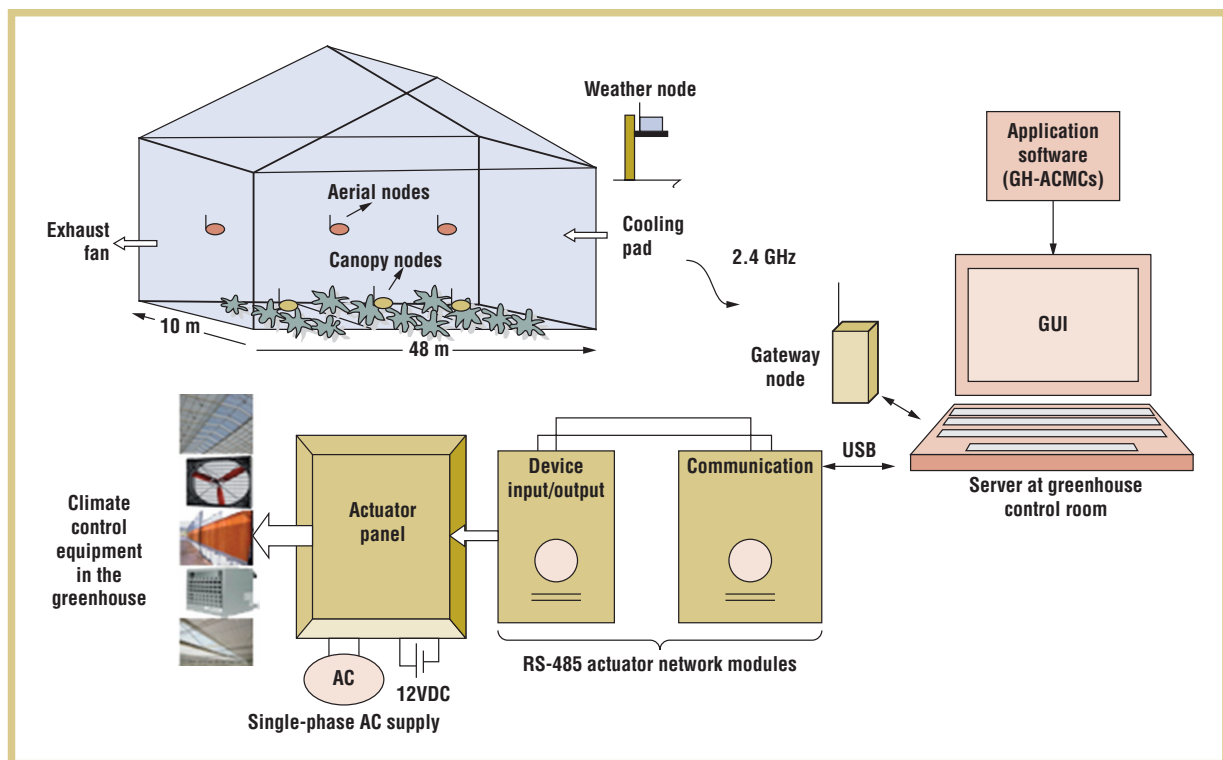 Weather node
Application
software
(GH-ACMCs)
Aerial nodes
Exhaust
fan
Cooling
pad
Canopy nodes
2.4 GHz
10 m
48 m
GUI
Gateway
node
USB
Server at greenhouse
control room
Climate
control
equipment
in the
greenhouse
Actuator
panel
Device
input/output
Communication
RS-485 actuator network modules
AC
12VDC
Single-phase AC supply